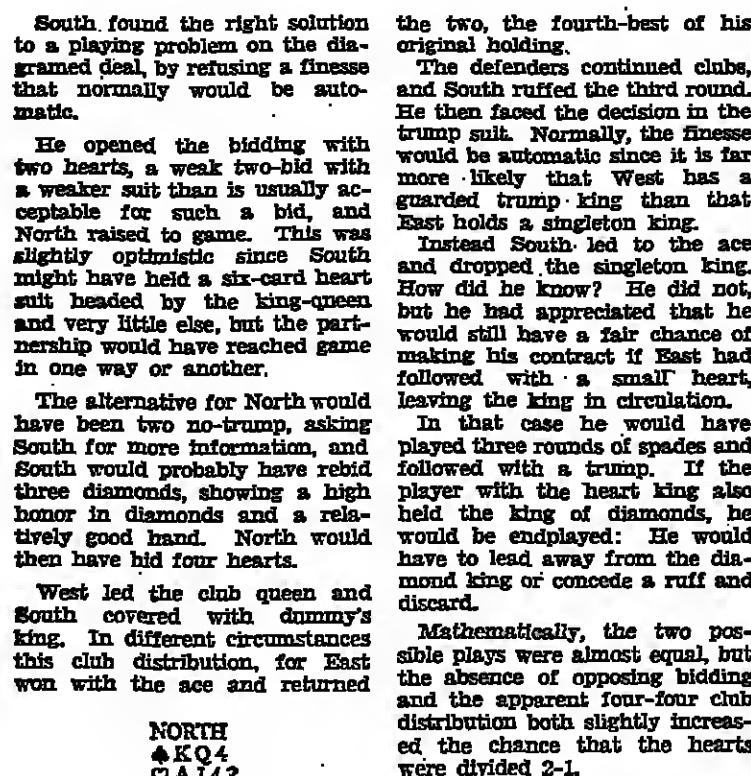 South found the right solution
to a playing problem on the dia-
gramed deal, by refusing a finesse
that normally would be auto-
matic.
He opened the bidding with
two hearts, a weak two-bid with
a weaker suit than is usually ac-
ceptable for such a bid, and
North raised to game. This was
slightly optimistic since South
might have held a six-card heart
suit headed by the king-queen
and very little else, but the part-
nership would have reached game
in one way or another.
The alternative for North would
have been two no-trump, asking
South for more information, and
South would probably have rebid
three diamonds, showing a high
honor in diamonds and a rela-
tively good hand. North would
then have bid four hearts.
West led the club queen and
South covered with dummy's
king. In different circumstances
this club distribution, for East
won with the ace and returned
NORTH
♠KQ4
♡AJ42
the two, the fourth-best of his
original holding.
The defenders continued clubs,
and South ruffed the third round.
He then faced the decision in the
trump suit. Normally, the finesse
would be automatic since it is far
more likely that West has a
guarded trump king than that
East holds a singleton king.
Instead South led to the ace
and dropped the singleton king.
How did he know? He did not,
but he had appreciated that he
would still have a fair chance of
making his contract if East had
followed with a small heart,
leaving the king in circulation.
In that case he would have
played three rounds of spades and
followed with a trump. If the
player with the heart king also
held the king of diamonds, he
would be endplayed: He would
have to lead away from the dia-
mond king or concede a ruff and
discard.
Mathematically, the two pos-
sible plays were almost equal, but
the absence of opposing bidding
and the apparent four-four club
distribution both slightly increas-
ed the chance that the hearts
were divided 2-1.